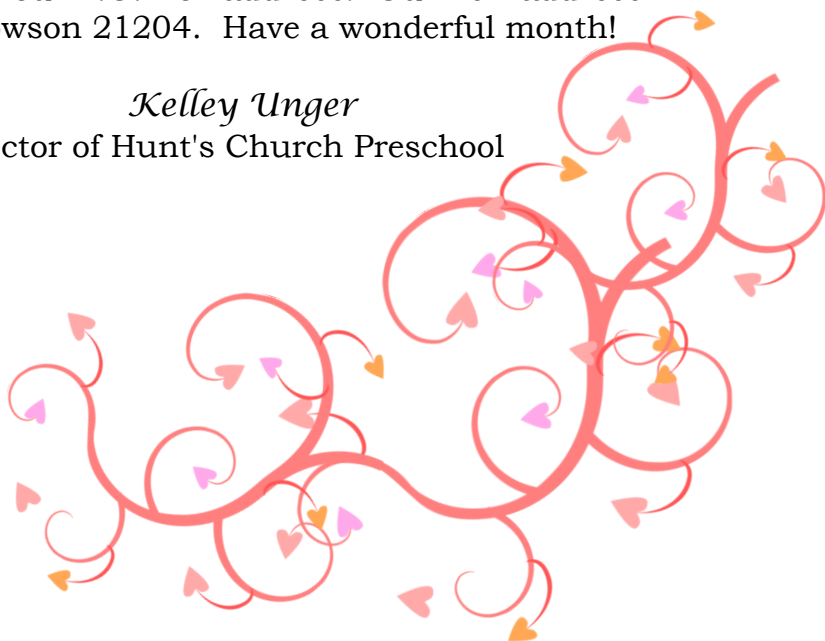 wson 21204.  Have a wonderful month!
Kelley Unger
ctor of Hunt's Church Preschool